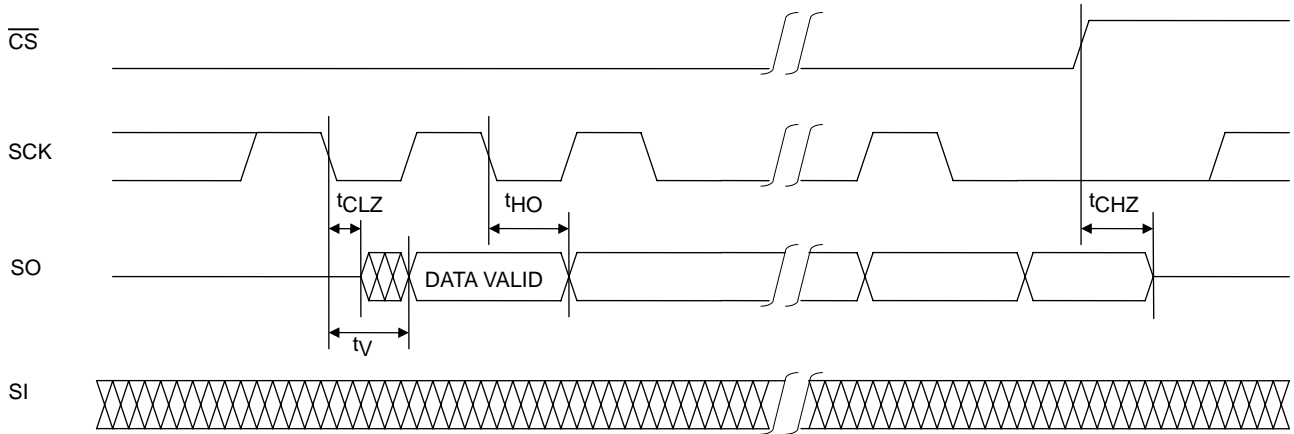 CS
SCK
tCLZ
tHO
tCHZ
SO
DATA VALID
tV
SI